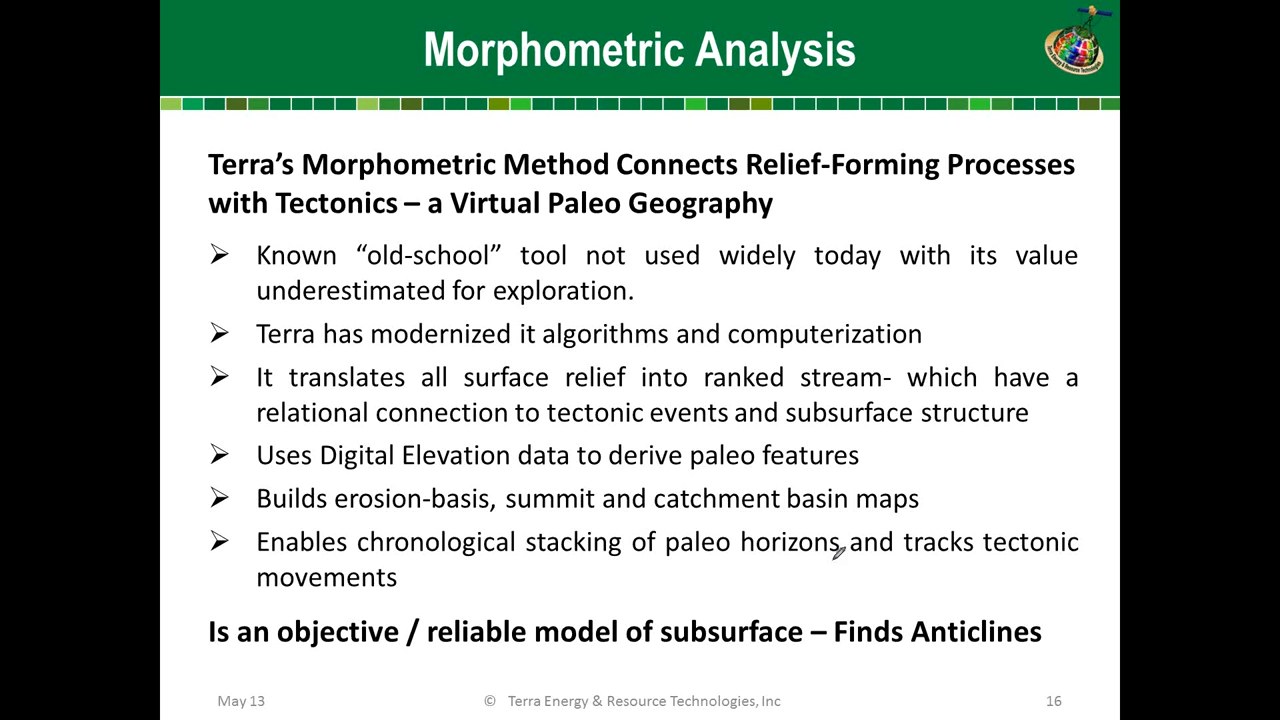 Morphometric Analysis
Terra’s Morphometric Method Connects Relief-Forming Processes
with Tectonics – a Virtual Paleo Geography
Known “old-school” tool not used widely today with its value
underestimated for exploration.
Terra has modernized it algorithms and computerization
It translates all surface relief into ranked stream- which have a
relational connection to tectonic events and subsurface structure
Uses Digital Elevation data to derive paleo features
Builds erosion-basis, summit and catchment basin maps
Enables chronological stacking of paleo horizons and tracks tectonic
movements
Is an objective / reliable model of subsurface – Finds Anticlines
May 13
© Terra Energy & Resource Technologies, Inc
16